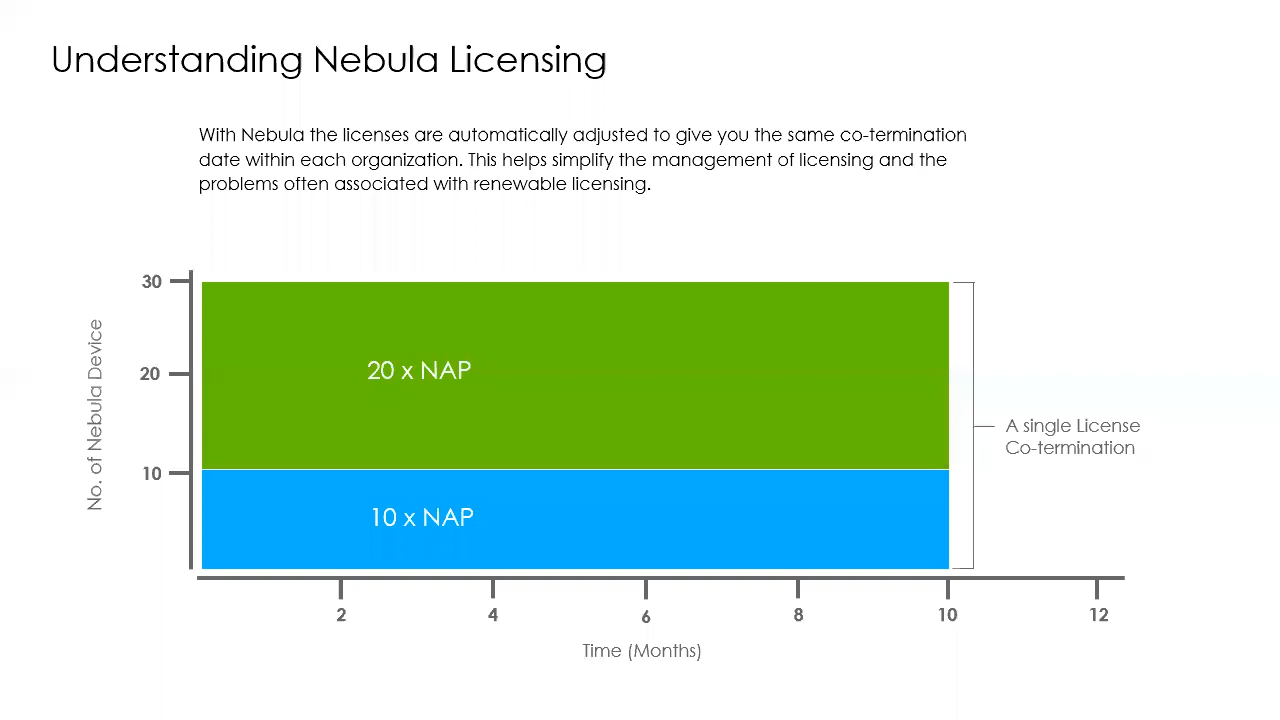 Understanding Nebula Licensing
With Nebula the licenses are automatically adjusted to give you the same co-termination
date within each organization. This helps simplify the management of licensing and the
problems often associated with renewable licensing.
30
20
10
No. of Nebula Device
20 x NAP
10 x NAP
A single License
Co-termination
2
4
6
8
10
12
Time (Months)